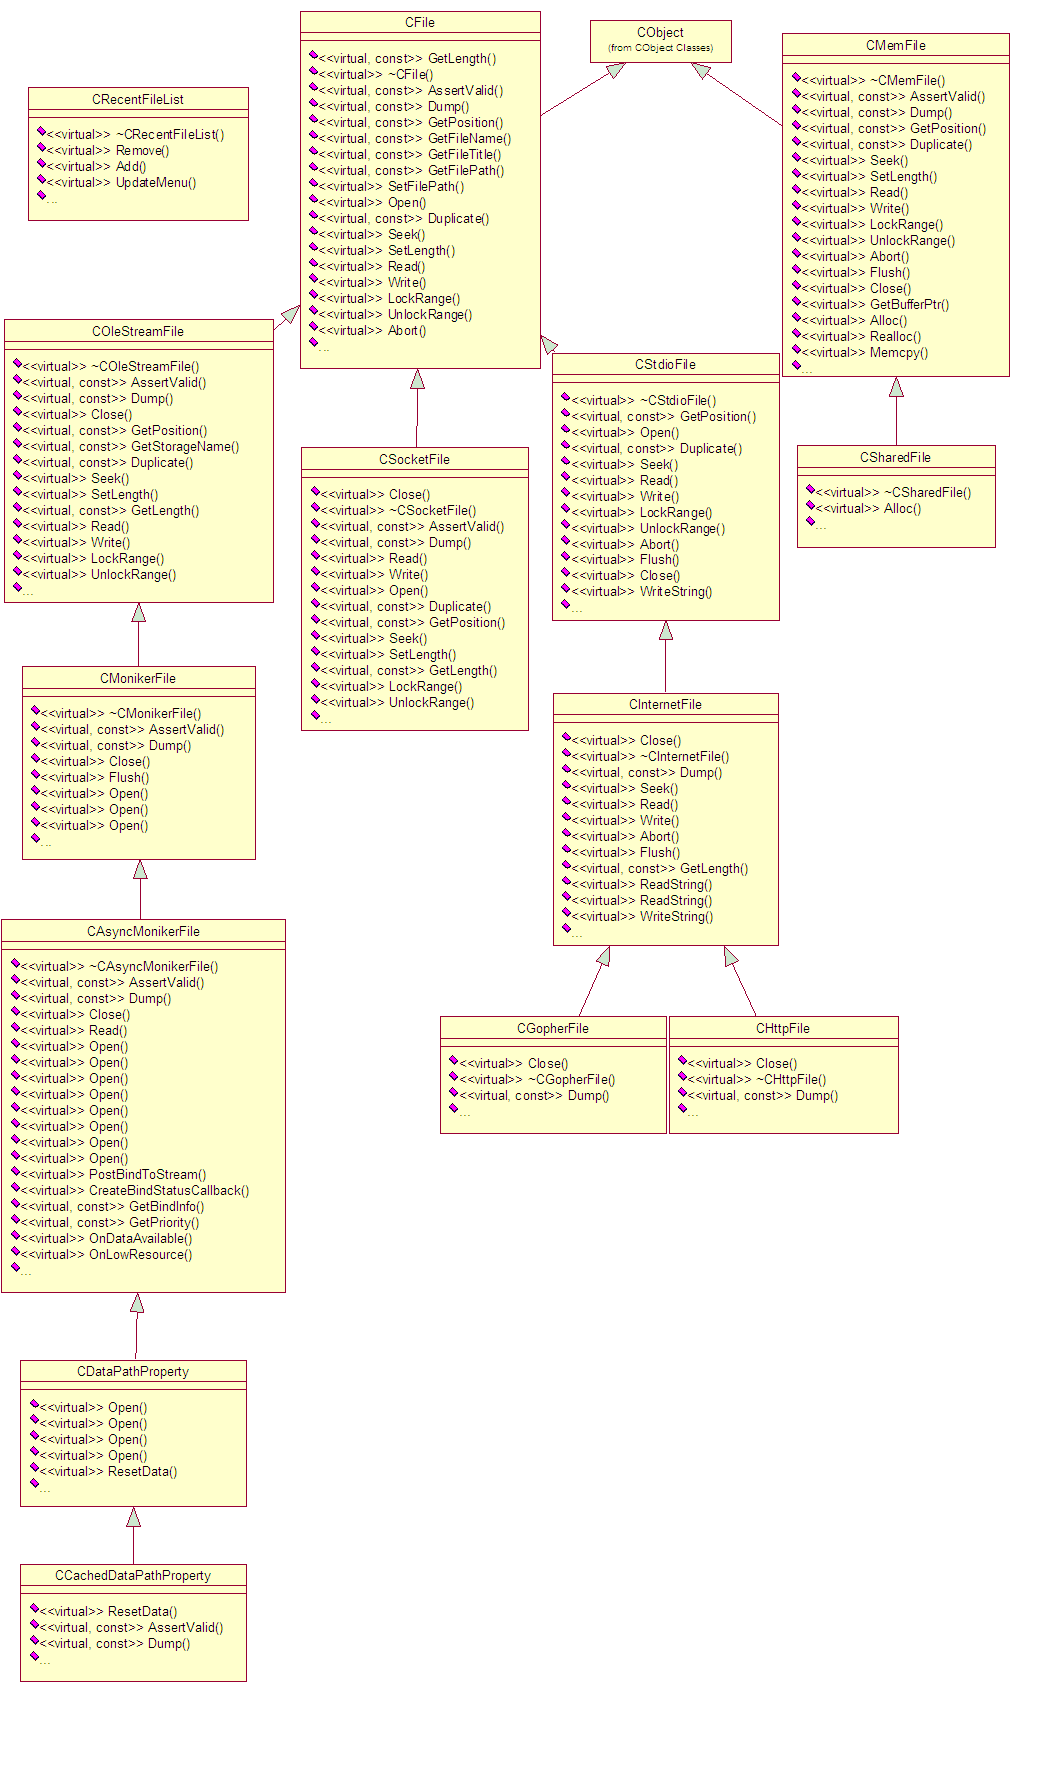 CFile
<<virtual, const>> GetLength()
<<virtual>> ~CFile()
<<virtual, const>> AssertValid()
<<virtual, const>> Dump()
<<virtual, const>> GetPosition()
<<virtual, const>> GetFileName()
<<virtual, const>> GetFileTitle()
<<virtual, const>> GetFilePath()
<<virtual>> SetFilePath()
<<virtual>> Open()
<<virtual, const>> Duplicate()
<<virtual>> Seek()
<<virtual>> SetLength()
<<virtual>> Read()
<<virtual>> Write()
<<virtual>> LockRange()
<<virtual>> UnlockRange()
<<virtual>> Abort()
...
CObject
(from CObject Classes)
CMemFile
<<virtual>> ~CMemFile()
<<virtual, const>> AssertValid()
<<virtual, const>> Dump()
<<virtual, const>> GetPosition()
<<virtual, const>> Duplicate()
<<virtual>> Seek()
<<virtual>> SetLength()
<<virtual>> Read()
<<virtual>> Write()
<<virtual>> LockRange()
<<virtual>> UnlockRange()
<<virtual>> Abort()
<<virtual>> Flush()
<<virtual>> Close()
<<virtual>> GetBufferPtr()
<<virtual>> Alloc()
<<virtual>> Realloc()
<<virtual>> Memcpy()
...
CRecentFileList
<<virtual>> ~CRecentFileList()
<<virtual>> Remove()
<<virtual>> Add()
<<virtual>> UpdateMenu()
...
COleStreamFile
<<virtual>> ~COleStreamFile()
<<virtual, const>> AssertValid()
<<virtual, const>> Dump()
<<virtual>> Close()
<<virtual, const>> GetPosition()
<<virtual, const>> GetStorageName()
<<virtual, const>> Duplicate()
<<virtual>> Seek()
<<virtual>> SetLength()
<<virtual, const>> GetLength()
<<virtual>> Read()
<<virtual>> Write()
<<virtual>> LockRange()
<<virtual>> UnlockRange()
...
CStdioFile
<<virtual>> ~CStdioFile()
<<virtual, const>> GetPosition()
<<virtual>> Open()
<<virtual, const>> Duplicate()
<<virtual>> Seek()
<<virtual>> Read()
<<virtual>> Write()
<<virtual>> LockRange()
<<virtual>> UnlockRange()
<<virtual>> Abort()
<<virtual>> Flush()
<<virtual>> Close()
<<virtual>> WriteString()
...
CSocketFile
<<virtual>> Close()
<<virtual>> ~CSocketFile()
<<virtual, const>> AssertValid()
<<virtual, const>> Dump()
<<virtual>> Read()
<<virtual>> Write()
<<virtual>> Open()
<<virtual, const>> Duplicate()
<<virtual, const>> GetPosition()
<<virtual>> Seek()
<<virtual>> SetLength()
<<virtual, const>> GetLength()
<<virtual>> LockRange()
<<virtual>> UnlockRange()
...
CSharedFile
<<virtual>> ~CSharedFile()
<<virtual>> Alloc()
...
CMonikerFile
<<virtual>> ~CMonikerFile()
<<virtual, const>> AssertValid()
<<virtual, const>> Dump()
<<virtual>> Close()
<<virtual>> Flush()
<<virtual>> Open()
<<virtual>> Open()
<<virtual>> Open()
...
CInternetFile
<<virtual>> Close()
<<virtual>> ~CInternetFile()
<<virtual, const>> Dump()
<<virtual>> Seek()
<<virtual>> Read()
<<virtual>> Write()
<<virtual>> Abort()
<<virtual>> Flush()
<<virtual, const>> GetLength()
<<virtual>> ReadString()
<<virtual>> ReadString()
<<virtual>> WriteString()
...
CAsyncMonikerFile
<<virtual>> ~CAsyncMonikerFile()
<<virtual, const>> AssertValid()
<<virtual, const>> Dump()
<<virtual>> Close()
<<virtual>> Read()
<<virtual>> Open()
<<virtual>> Open()
<<virtual>> Open()
<<virtual>> Open()
<<virtual>> Open()
<<virtual>> Open()
<<virtual>> Open()
<<virtual>> Open()
<<virtual>> PostBindToStream()
<<virtual>> CreateBindStatusCallback()
<<virtual, const>> GetBindInfo()
<<virtual, const>> GetPriority()
<<virtual>> OnDataAvailable()
<<virtual>> OnLowResource()
...
CGopherFile
<<virtual>> Close()
<<virtual>> ~CGopherFile()
<<virtual, const>> Dump()
...
CHttpFile
<<virtual>> Close()
<<virtual>> ~CHttpFile()
<<virtual, const>> Dump()
...
CDataPathProperty
<<virtual>> Open()
<<virtual>> Open()
<<virtual>> Open()
<<virtual>> Open()
<<virtual>> ResetData()
...
CCachedDataPathProperty
<<virtual>> ResetData()
<<virtual, const>> AssertValid()
<<virtual, const>> Dump()
...